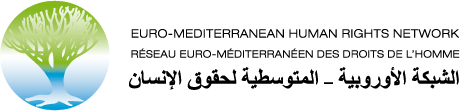 EURO-MEDITERRANEAN HUMAN RIGHTS NETWORK
RÉSEAU EURO-MÉDITERRANÉEN DES DROITS DE L'HOMME
الشبكة الأوروبية - المتوسطية لحقوق الإنسان